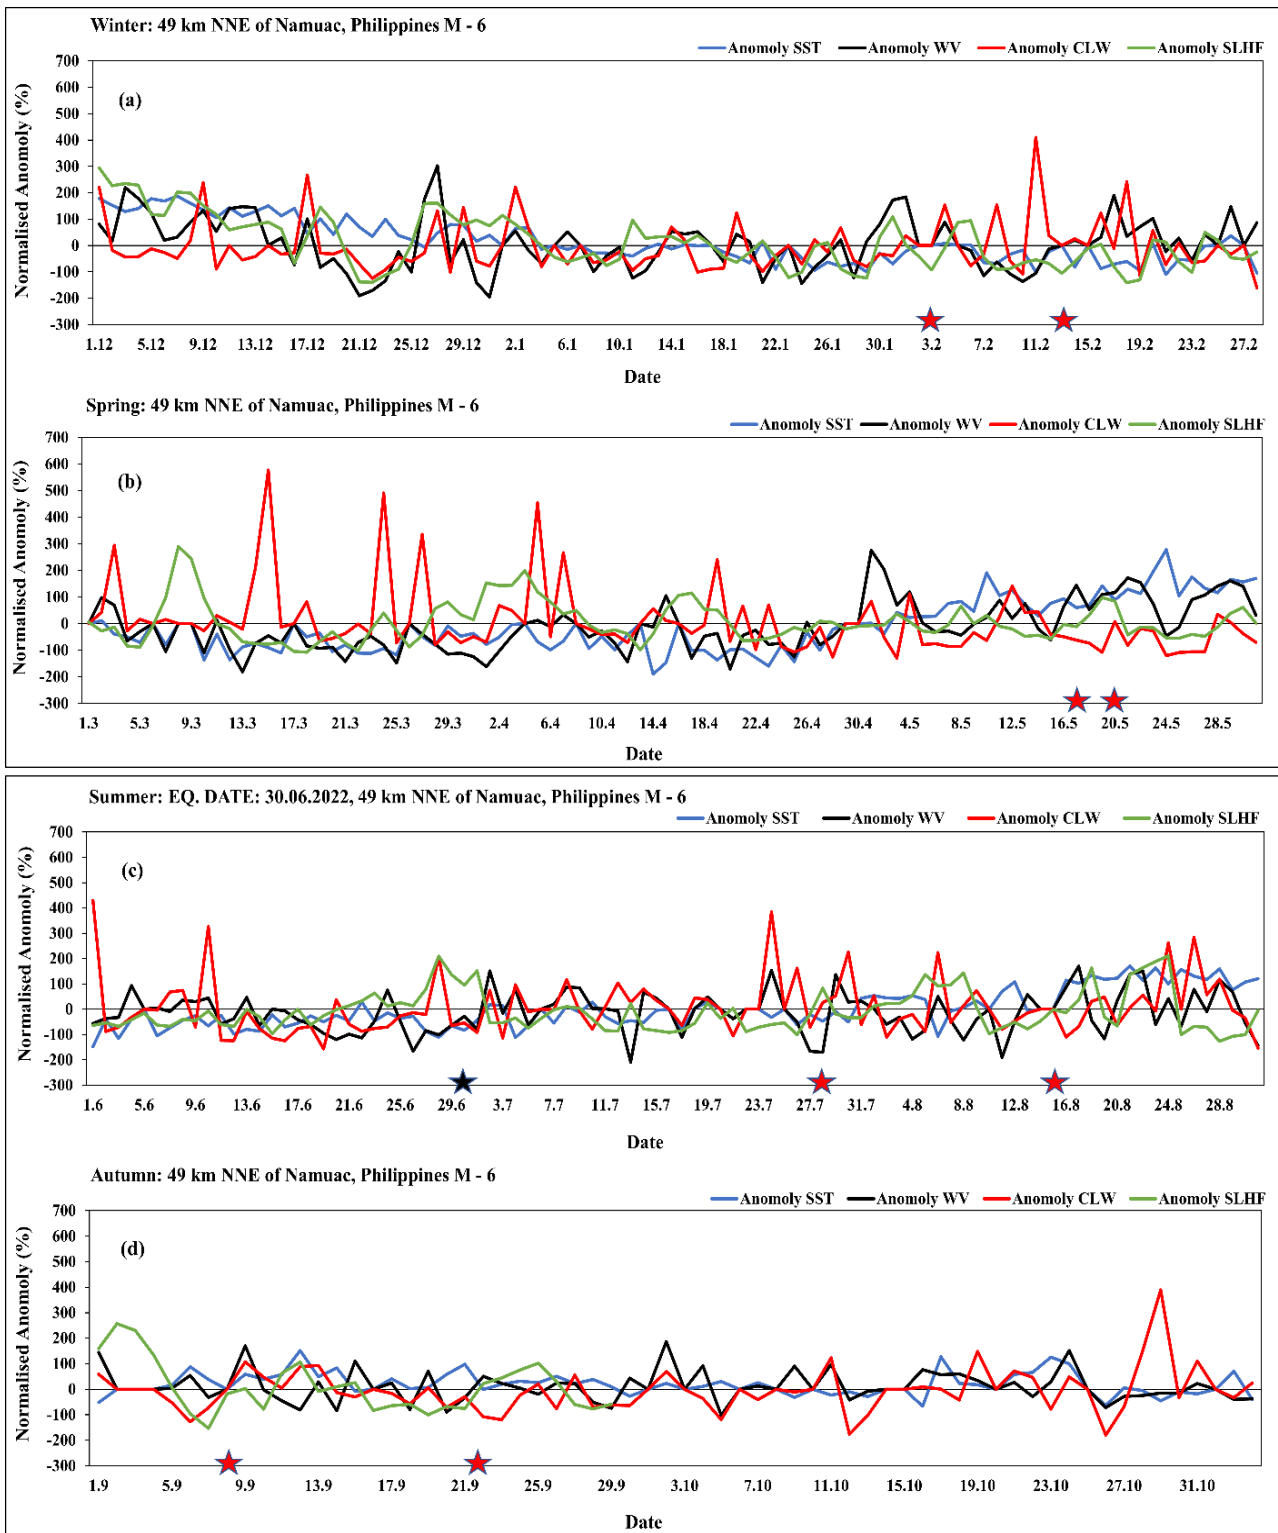 Winter: 49 km NNE of Namuac, Philippines M - 6
Anomoly SST Anomoly WV Anomoly CLW Anomoly SLHF
700
600
500
400
300
200
100
0
-100
-200
-300
Normalised Anomoly (%)
(a)
1.12 5.12 9.12 13.12 17.12 21.12 25.12 29.12 2.1 6.1 10.1 14.1 18.1 22.1 26.1 30.1 3.2 7.2 11.2 15.2 19.2 23.2 27.2
Date
Spring: 49 km NNE of Namuac, Philippines M - 6
Anomoly SST Anomoly WV Anomoly CLW Anomoly SLHF
700
600
500
400
300
200
100
0
-100
-200
-300
Normalised Anomoly (%)
(b)
1.3 5.3 9.3 13.3 17.3 21.3 25.3 29.3 2.4 6.4 10.4 14.4 18.4 22.4 26.4 30.4 4.5 8.5 12.5 16.5 20.5 24.5 28.5
Date
Summer: EQ. DATE: 30.06.2022, 49 km NNE of Namuac, Philippines M - 6
Anomoly SST Anomoly WV Anomoly CLW Anomoly SLHF
700
600
500
400
300
200
100
0
-100
-200
-300
Normalised Anomoly (%)
(c)
1.6 5.6 9.6 13.6 17.6 21.6 25.6 29.6 3.7 7.7 11.7 15.7 19.7 23.7 27.7 31.7 4.8 8.8 12.8 16.8 20.8 24.8 28.8
Date
Autumn: 49 km NNE of Namuac, Philippines M - 6
Anomoly SST Anomoly WV Anomoly CLW Anomoly SLHF
700
600
500
400
300
200
100
0
-100
-200
-300
Normalised Anomoly (%)
(d)
1.9 5.9 9.9 13.9 17.9 21.9 25.9 29.9 3.10 7.10 11.10 15.10 19.10 23.10 27.10 31.10
Date